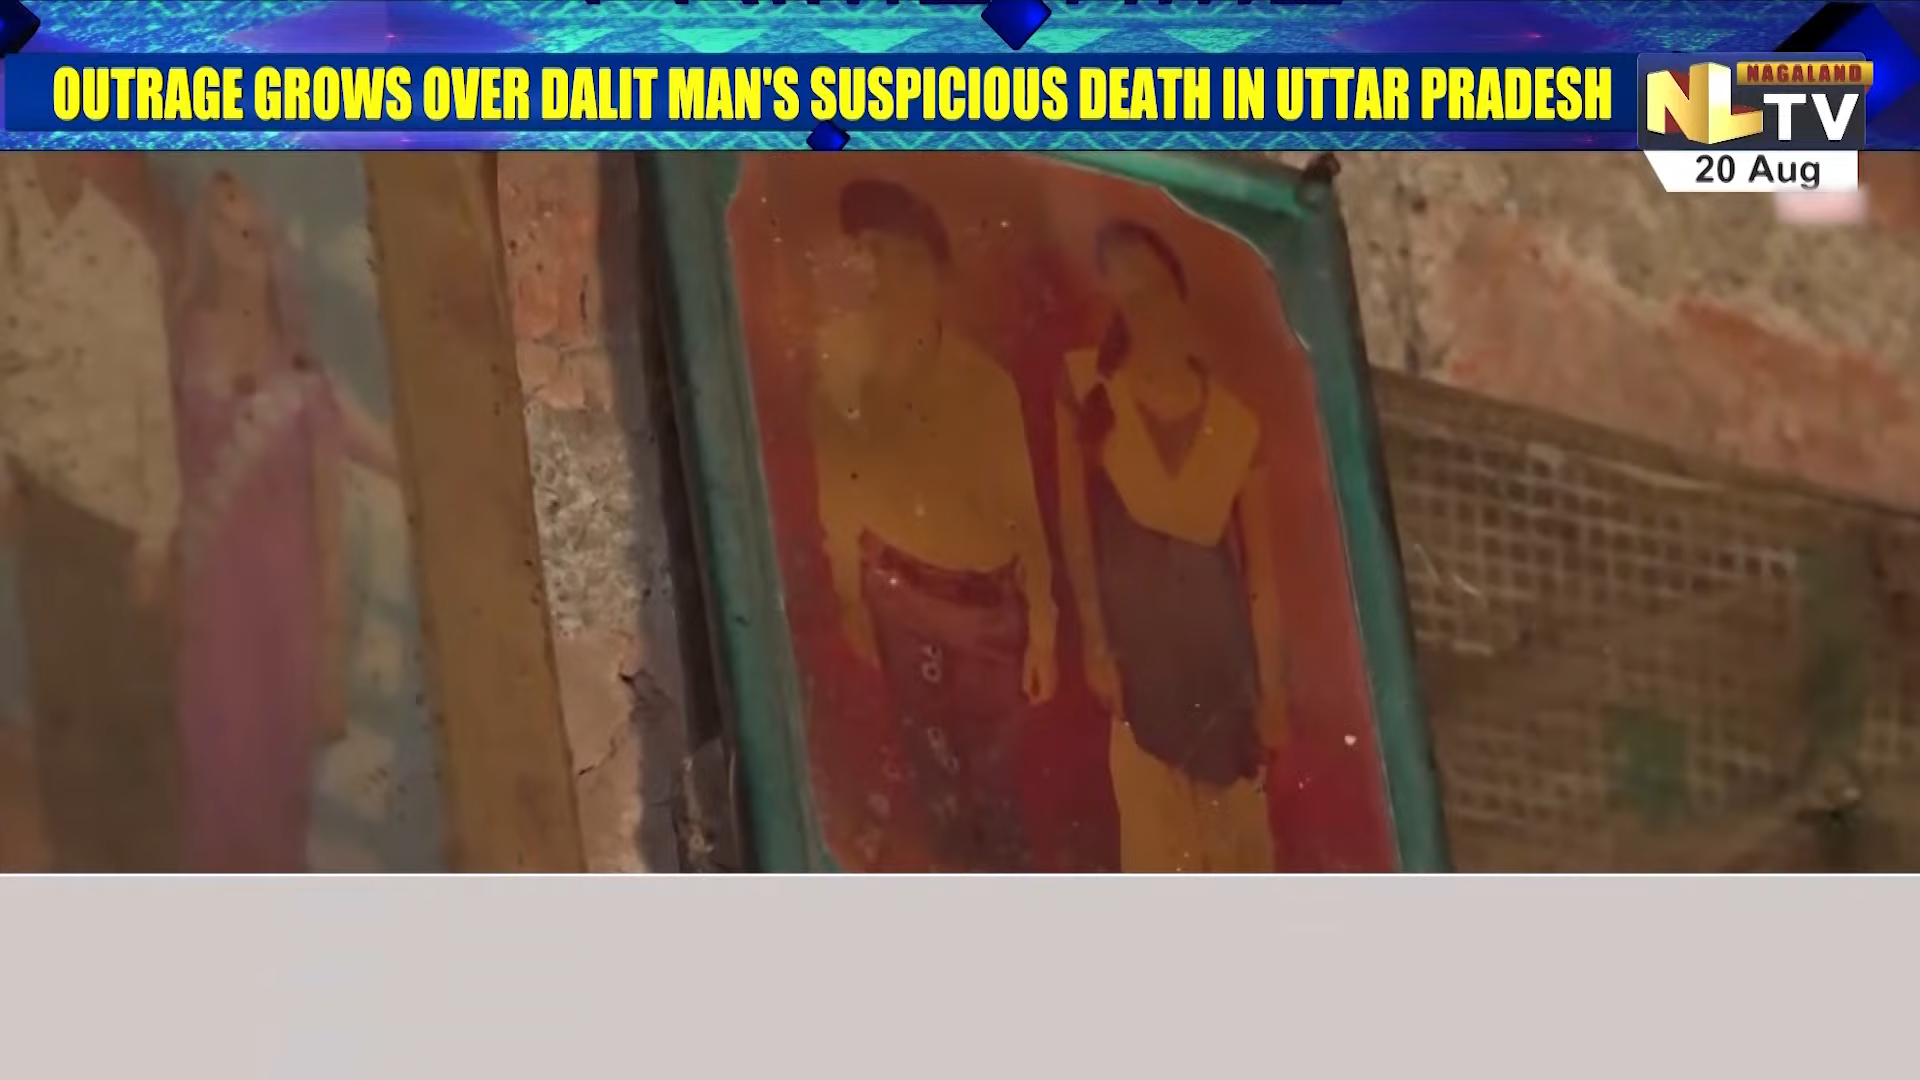 OUTRAGE GROWS OVER DALIT MAN'S SUSPICIOUS DEATH IN UTTAR PRADESH
NL NAGALAND
TV
20 Aug